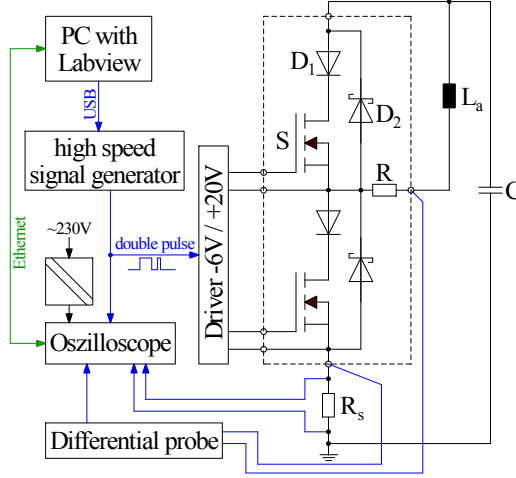 PC with
Labview
USB
high speed
signal generator
Ethernet
~230V
double pulse
Oszilloscope
Differential probe
Driver -6V / +20V
D1
D2
S
R
La
C
Rs